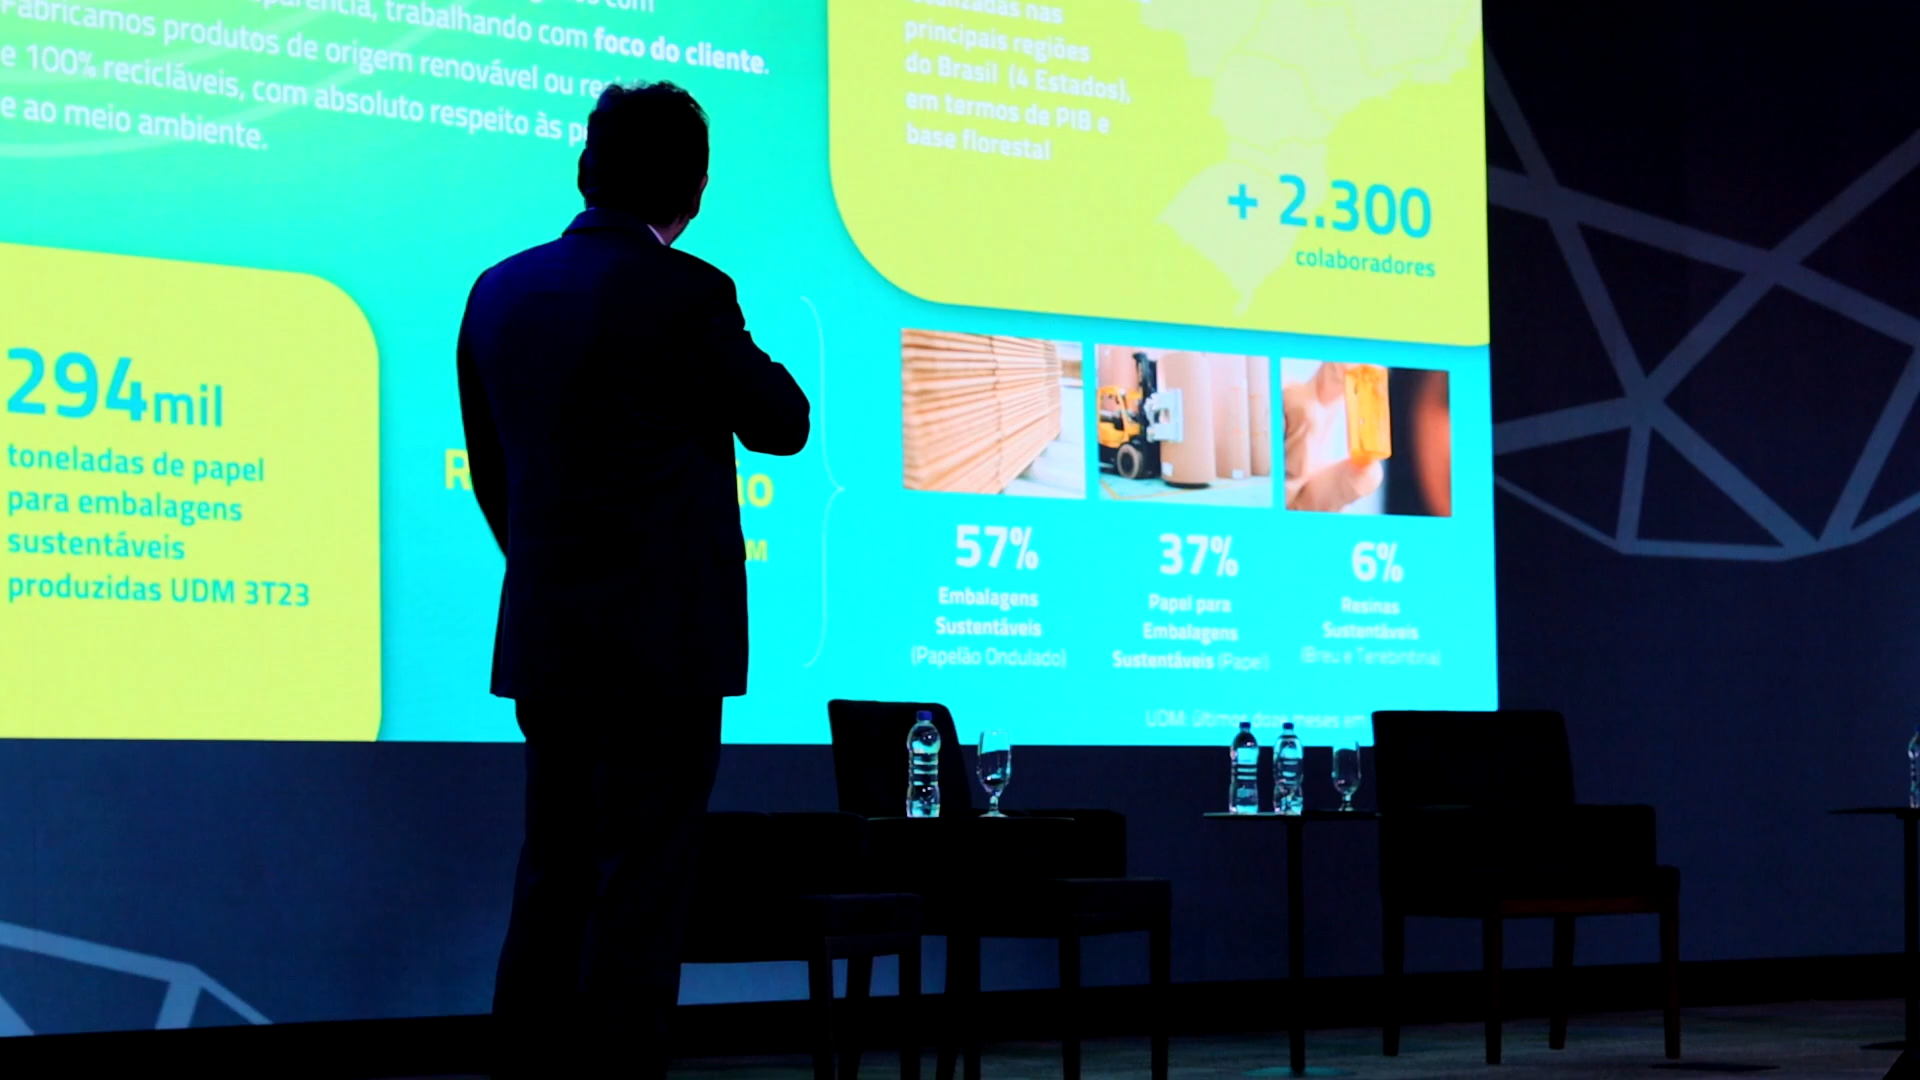 trabalhando com foco do cliente.
Fabricamos produtos de origem renovável ou
e 100% recicláveis, com absoluto respeito às
e ao meio ambiente.
nas
principais regiões
do Brasil (4 Estados),
em termos de PIB e
base florestal
+ 2.300
colaboradores
294mil
toneladas de papel
para embalagens
sustentáveis
produzidas UDM 3T23
57%
Embalagens
Sustentáveis
(Papelão Ondulado)
37%
Papel para
Embalagens
Sustentáveis (Papel)
6%
Resinas
Sustentáveis
(Breu e Terebintina)
UDM: últimos doze meses em